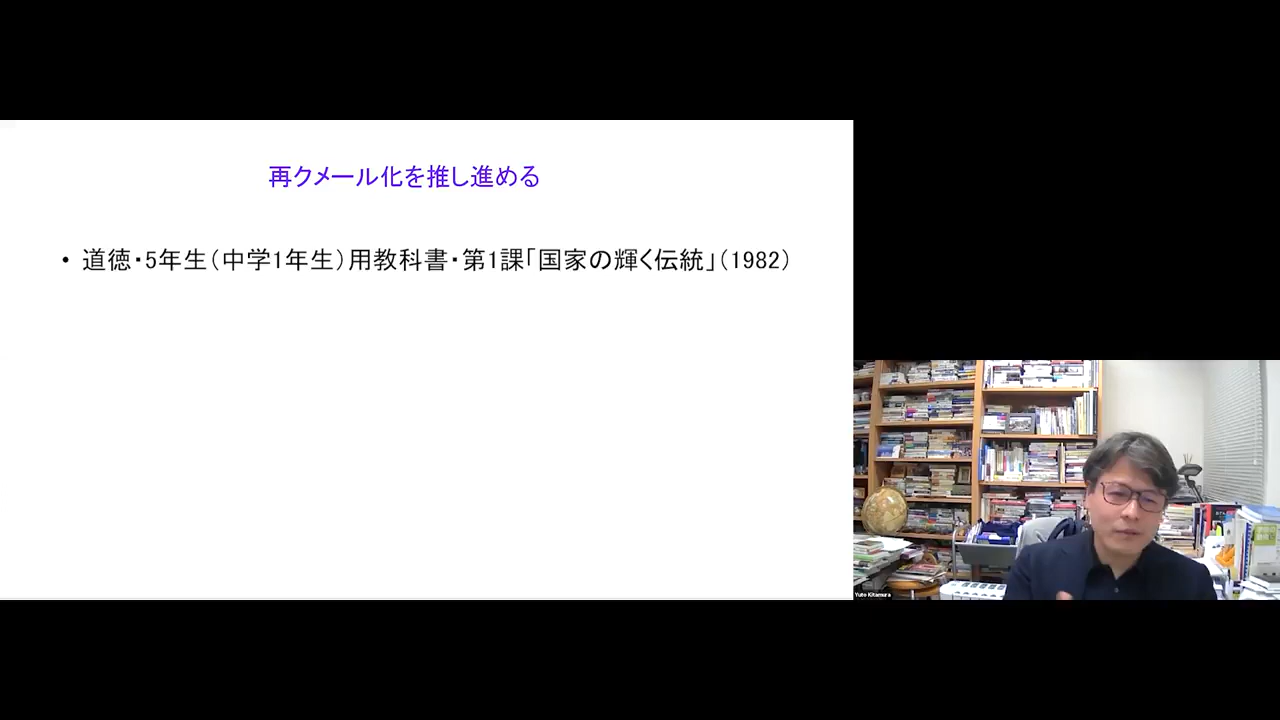 再クメール化を推し進める
• 道徳・5年生(中学1年生)用教科書・第1課「国家の輝く伝統」(1982)
Yuto Kitamura